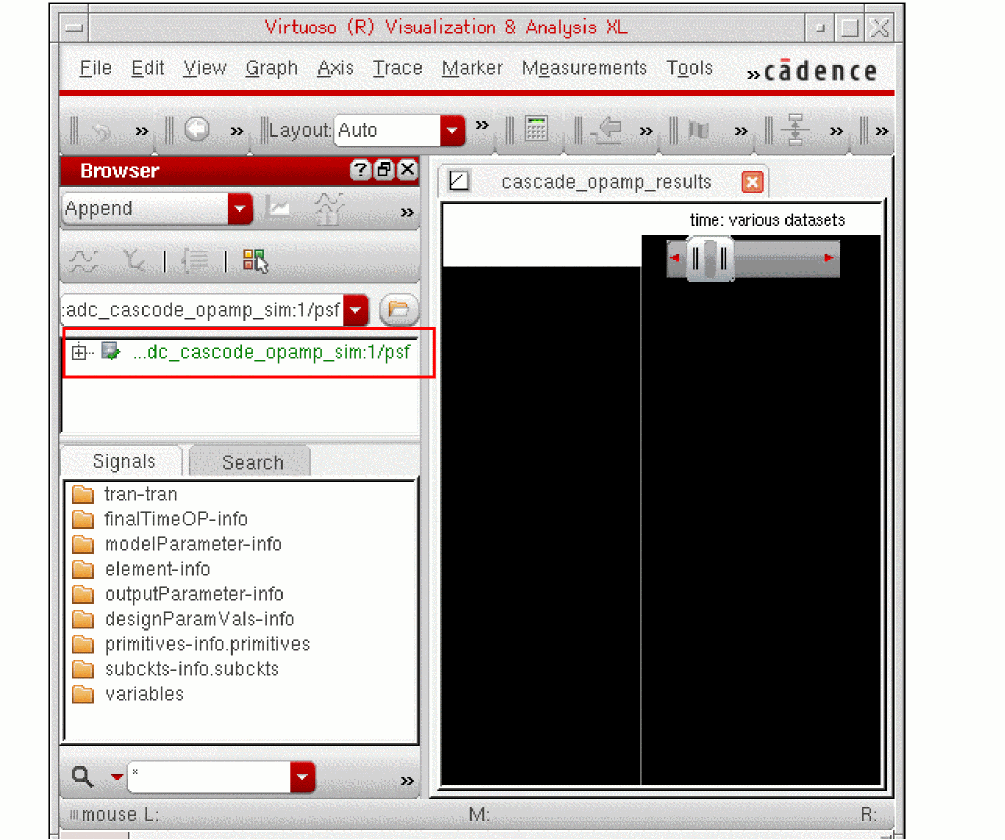 Virtuoso (R) Visualization & Analysis XL
File Edit View Graph Axis Trace Marker Measurements Tools » cādence
» » Layout: Auto » » » » »
Browser ? X
Append »
cascade_opamp_results
time: various datasets
:adc_cascode_opamp_sim:1/psf
...dc_cascode_opamp_sim:1/psf
Signals Search
tran-tran
finalTimeOP-info
modelParameter-info
element-info
outputParameter-info
designParamVals-info
primitives-info.primitives
subckts-info.subckts
variables
* »
mouse L: M: R: